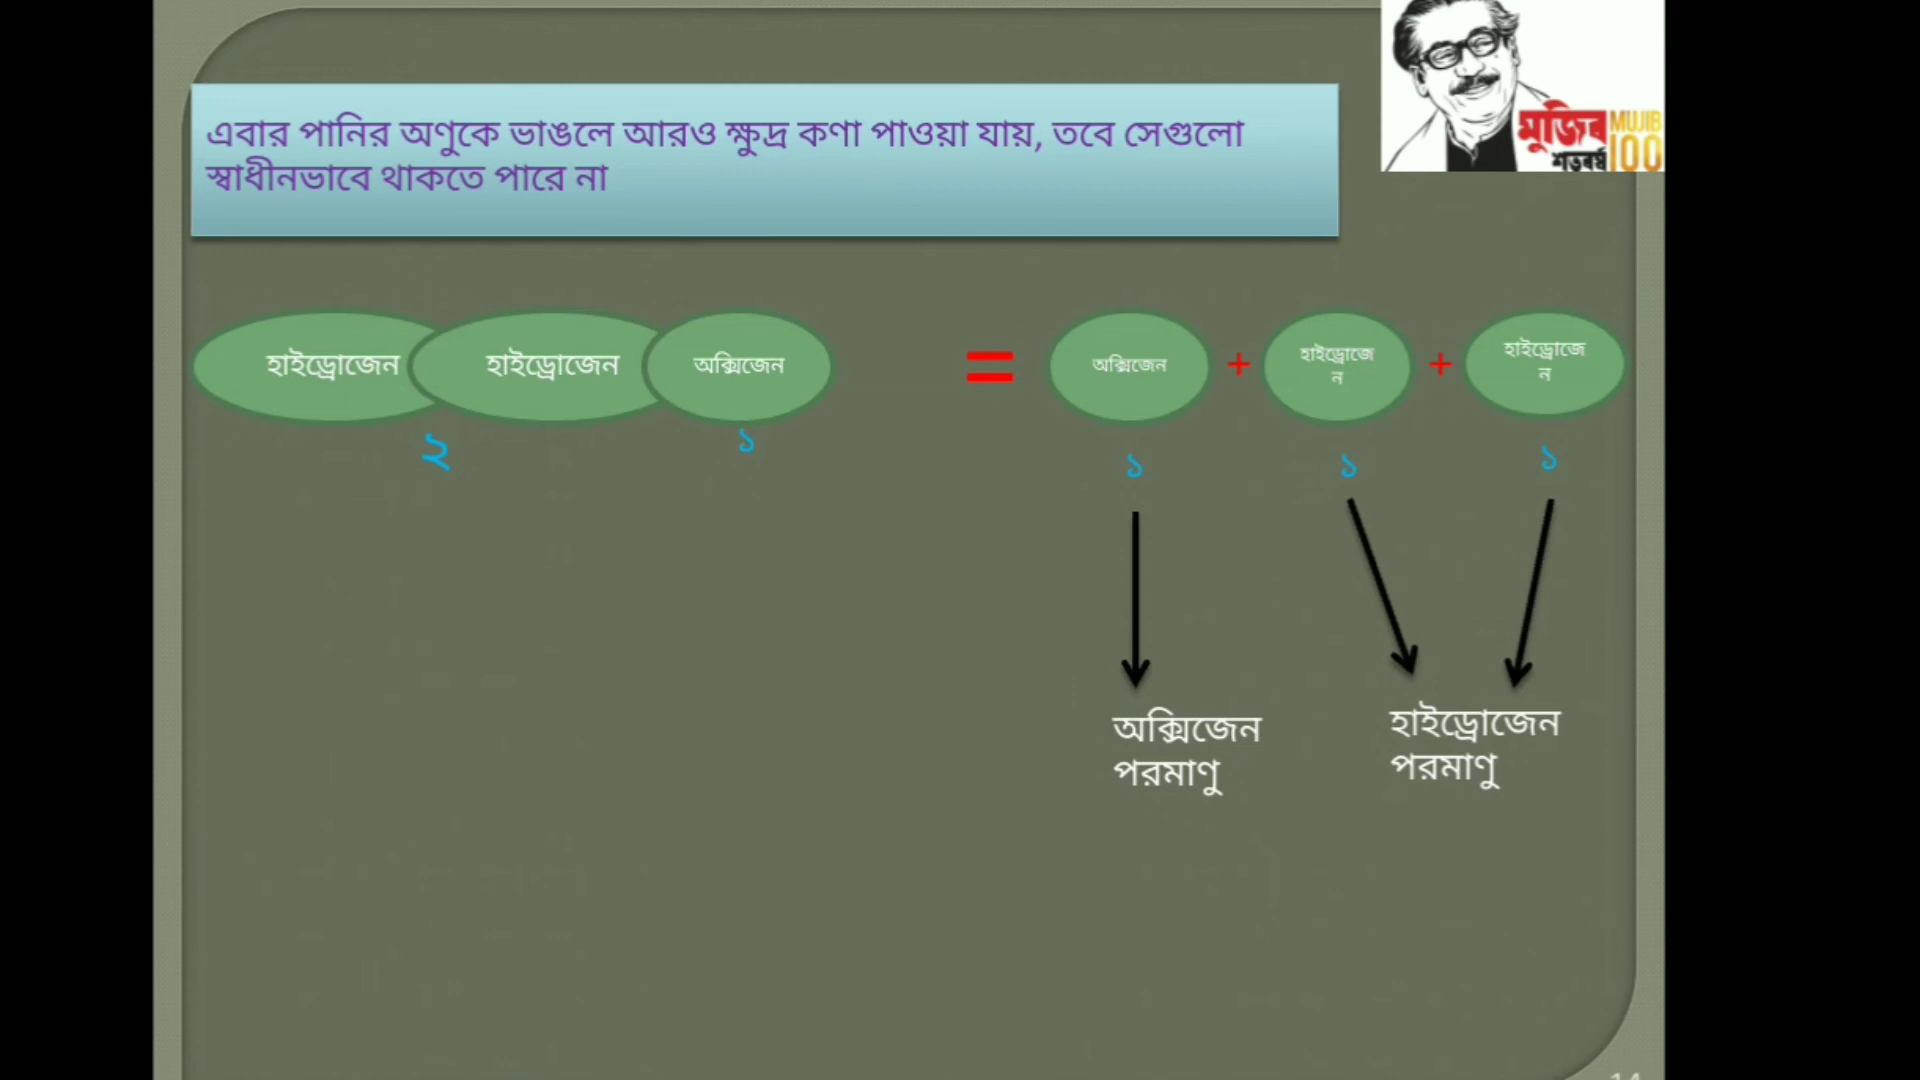 এবার পানির অণুকে ভাঙলে আরও ক্ষুদ্র কণা পাওয়া যায়, তবে সেগুলো
স্বাধীনভাবে থাকতে পারে না
মুজিব
শতবর্ষ
MUJIB
100
হাইড্রোজেন হাইড্রোজেন অক্সিজেন = অক্সিজেন + হাইড্রোজে
ন + হাইড্রোজে
ন
২ ১ ১ ১ ১
অক্সিজেন
পরমাণু
হাইড্রোজেন
পরমাণু